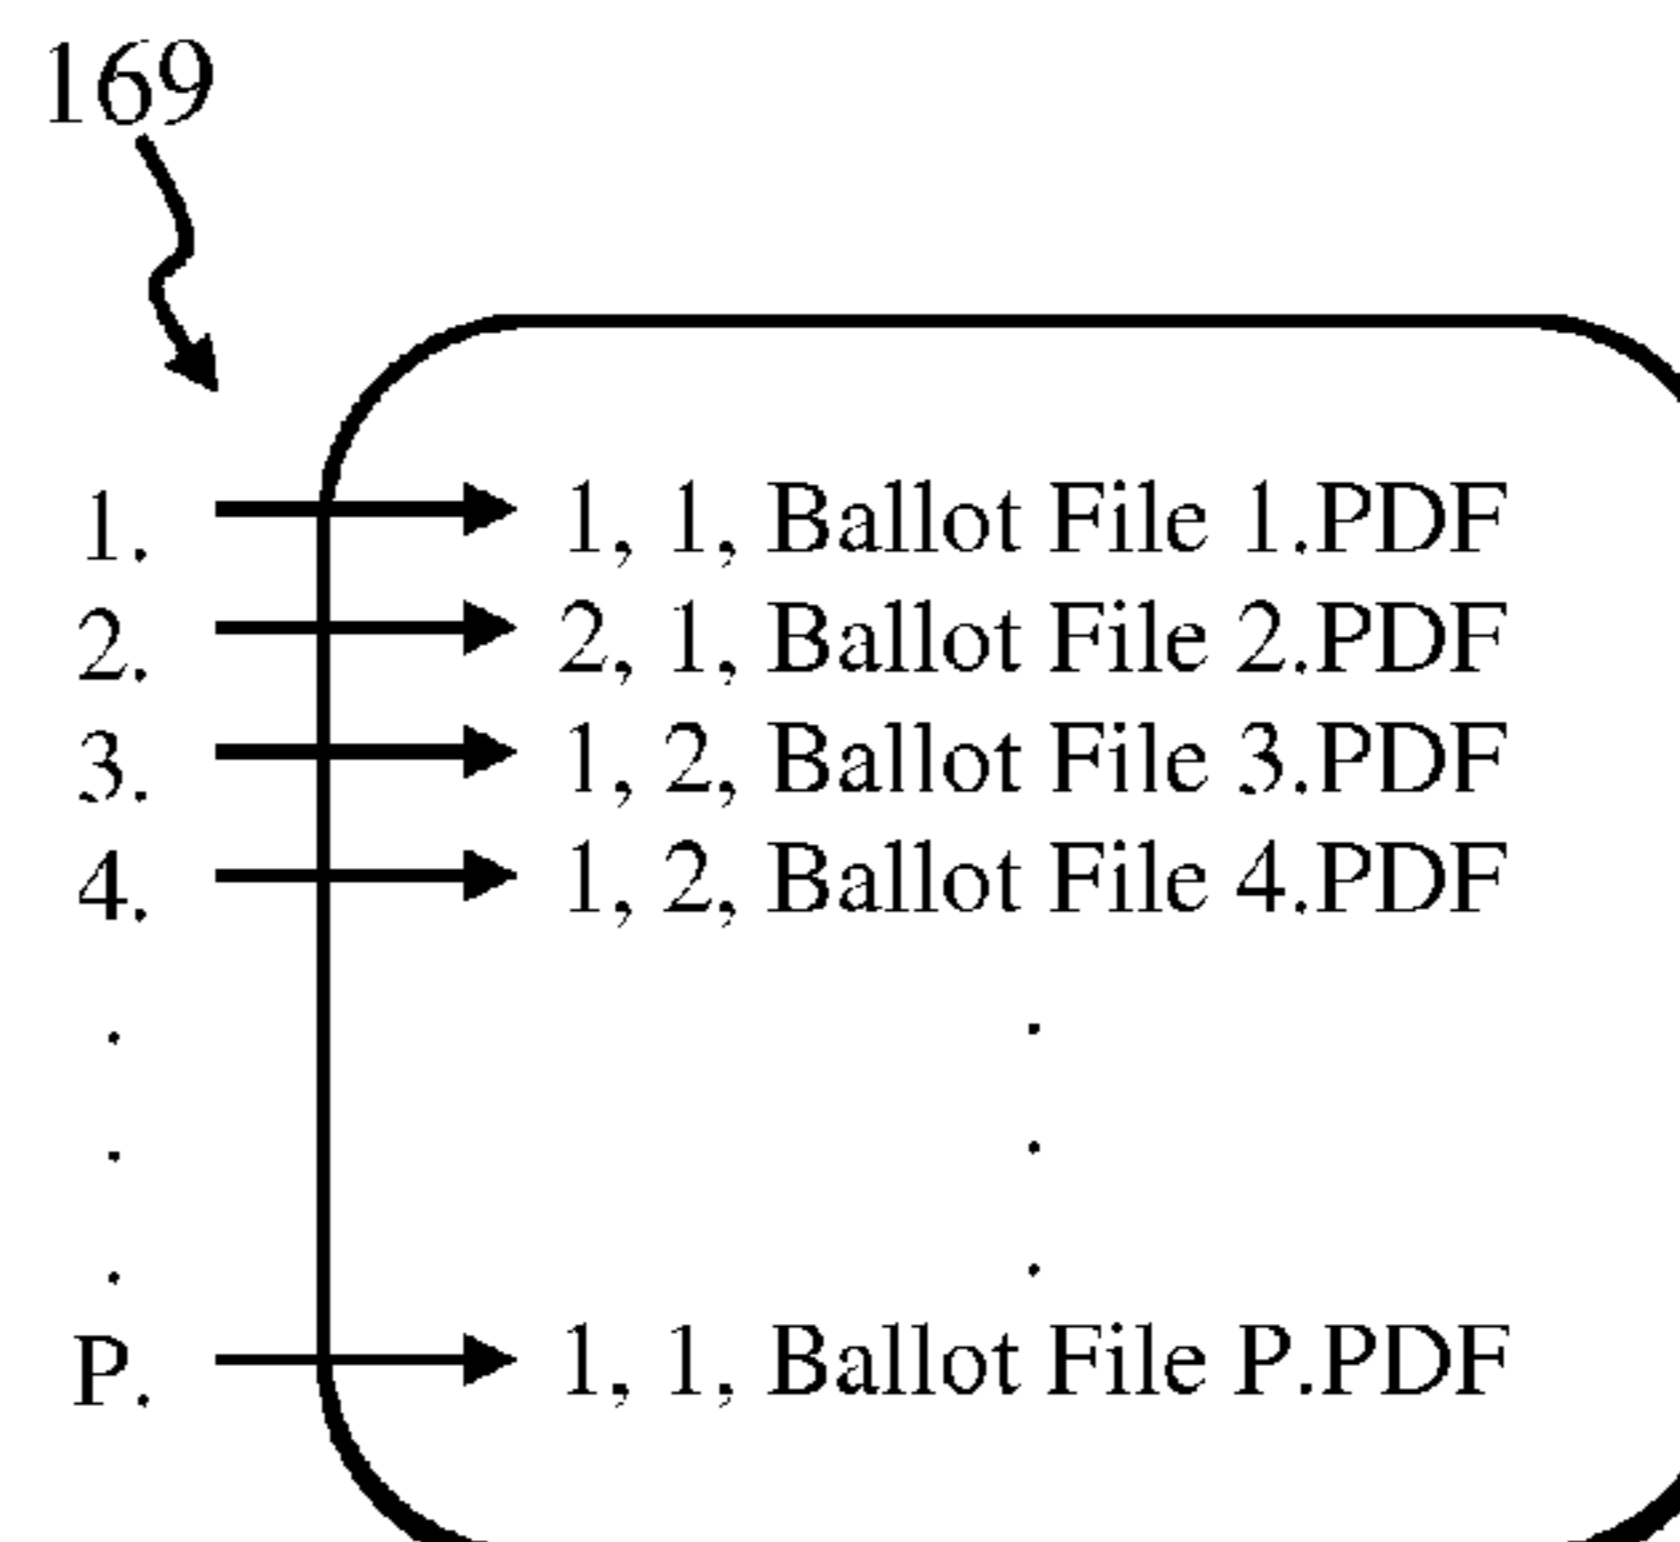 169
1. 1, 1, Ballot File 1.PDF
2. 2, 1, Ballot File 2.PDF
3. 1, 2, Ballot File 3.PDF
4. 1, 2, Ballot File 4.PDF
. .
. .
. .
P. 1, 1, Ballot File P.PDF